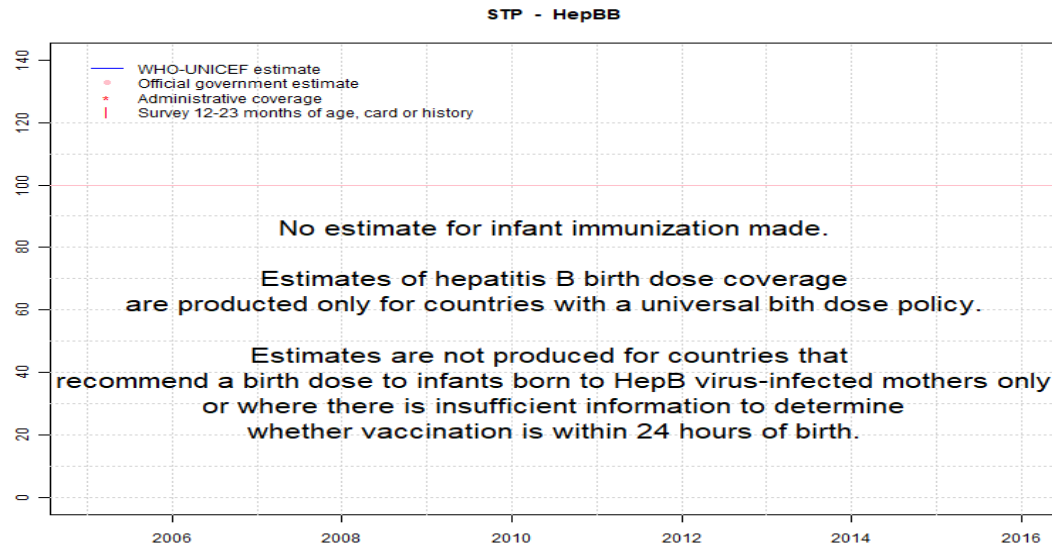 STP - HepBB
140
WHO-UNICEF estimate
Official government estimate
Administrative coverage
Survey 12-23 months of age, card or history
120
100
No estimate for infant immunization made.
80
Estimates of hepatitis B birth dose coverage
are producted only for countries with a universal bith dose policy.
60
Estimates are not produced for countries that
40
recommend a birth dose to infants born to HepB virus-infected mothers only
or where there is insufficient information to determine
whether vaccination is within 24 hours of birth.
20
0
2006 2008 2010 2012 2014 2016